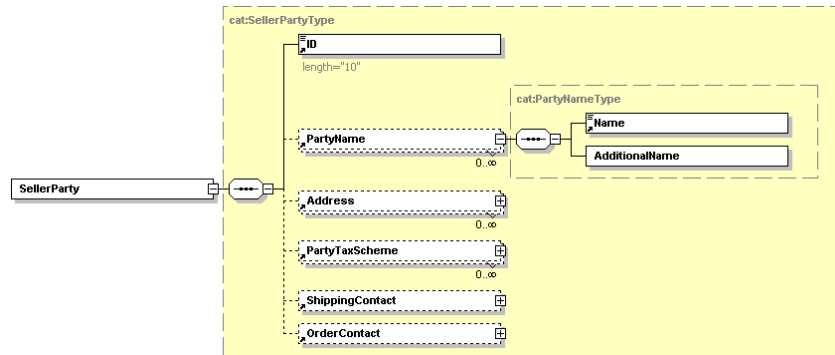 cat:SellerPartyType
ID
length="10"
cat:PartyNameType
Name
PartyName
0..∞
AdditionalName
SellerParty
Address
0..∞
PartyTaxScheme
0..∞
ShippingContact
OrderContact